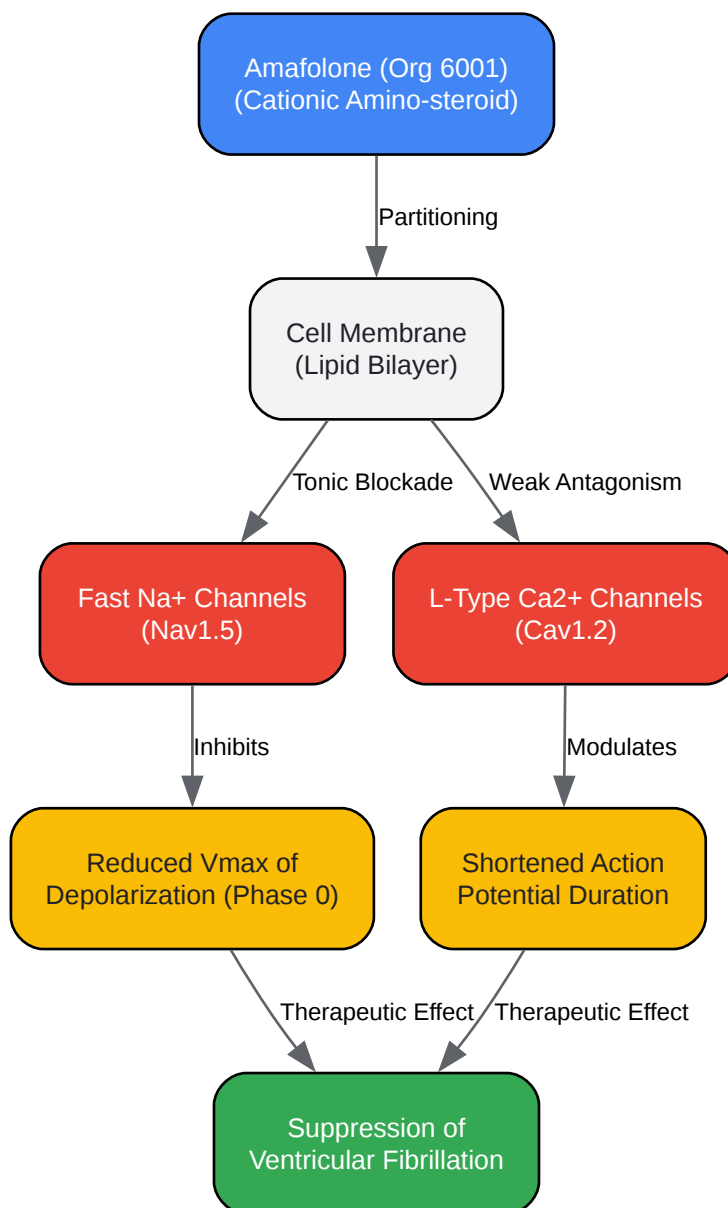 Amafolone (Org 6001)
(Cationic Amino-steroid)
Partitioning
Cell Membrane
(Lipid Bilayer)
Tonic Blockade
Weak Antagonism
Fast Na+ Channels
(Nav1.5)
L-Type Ca2+ Channels
(Cav1.2)
Inhibits
Modulates
Reduced Vmax of
Depolarization (Phase 0)
Shortened Action
Potential Duration
Therapeutic Effect
Therapeutic Effect
Suppression of
Ventricular Fibrillation